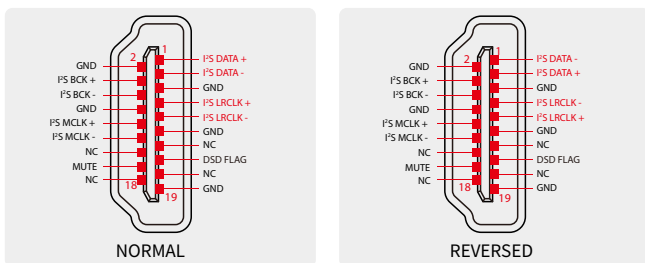 1
2
I²S DATA +
GND
I²S DATA -
I²S BCK +
GND
I²S BCK -
I²S LRCLK +
GND
I²S LRCLK -
I²S MCLK +
GND
I²S MCLK -
NC
NC
DSD FLAG
MUTE
NC
NC
18
GND
19
NORMAL
1
2
I²S DATA -
GND
I²S DATA +
I²S BCK +
GND
I²S BCK -
I²S LRCLK -
GND
I²S LRCLK +
I²S MCLK +
GND
I²S MCLK -
NC
NC
DSD FLAG
MUTE
NC
NC
18
GND
19
REVERSED